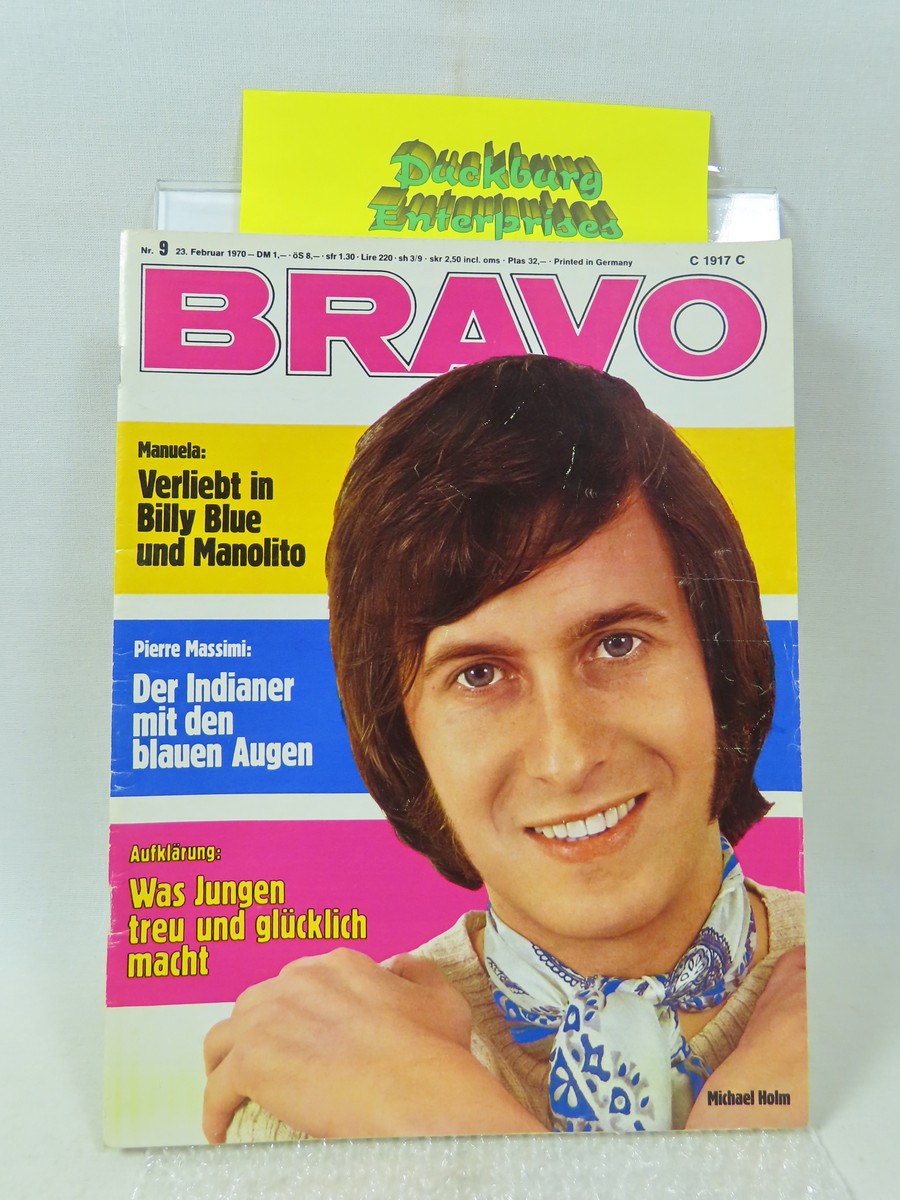 Duckburg
Enterprises
Nr. 9 23. Februar 1970 – DM 1,– · öS 8,– · sfr 1.30 · Lire 220 · sh 3/9 · skr 2,50 incl. oms · Ptas 32,– · Printed in Germany C 1917 C
BRAVO
Manuela:
Verliebt in
Billy Blue
und Manolito
Pierre Massimi:
Der Indianer
mit den
blauen Augen
Aufklärung:
Was Jungen
treu und glücklich
macht
Michael Holm